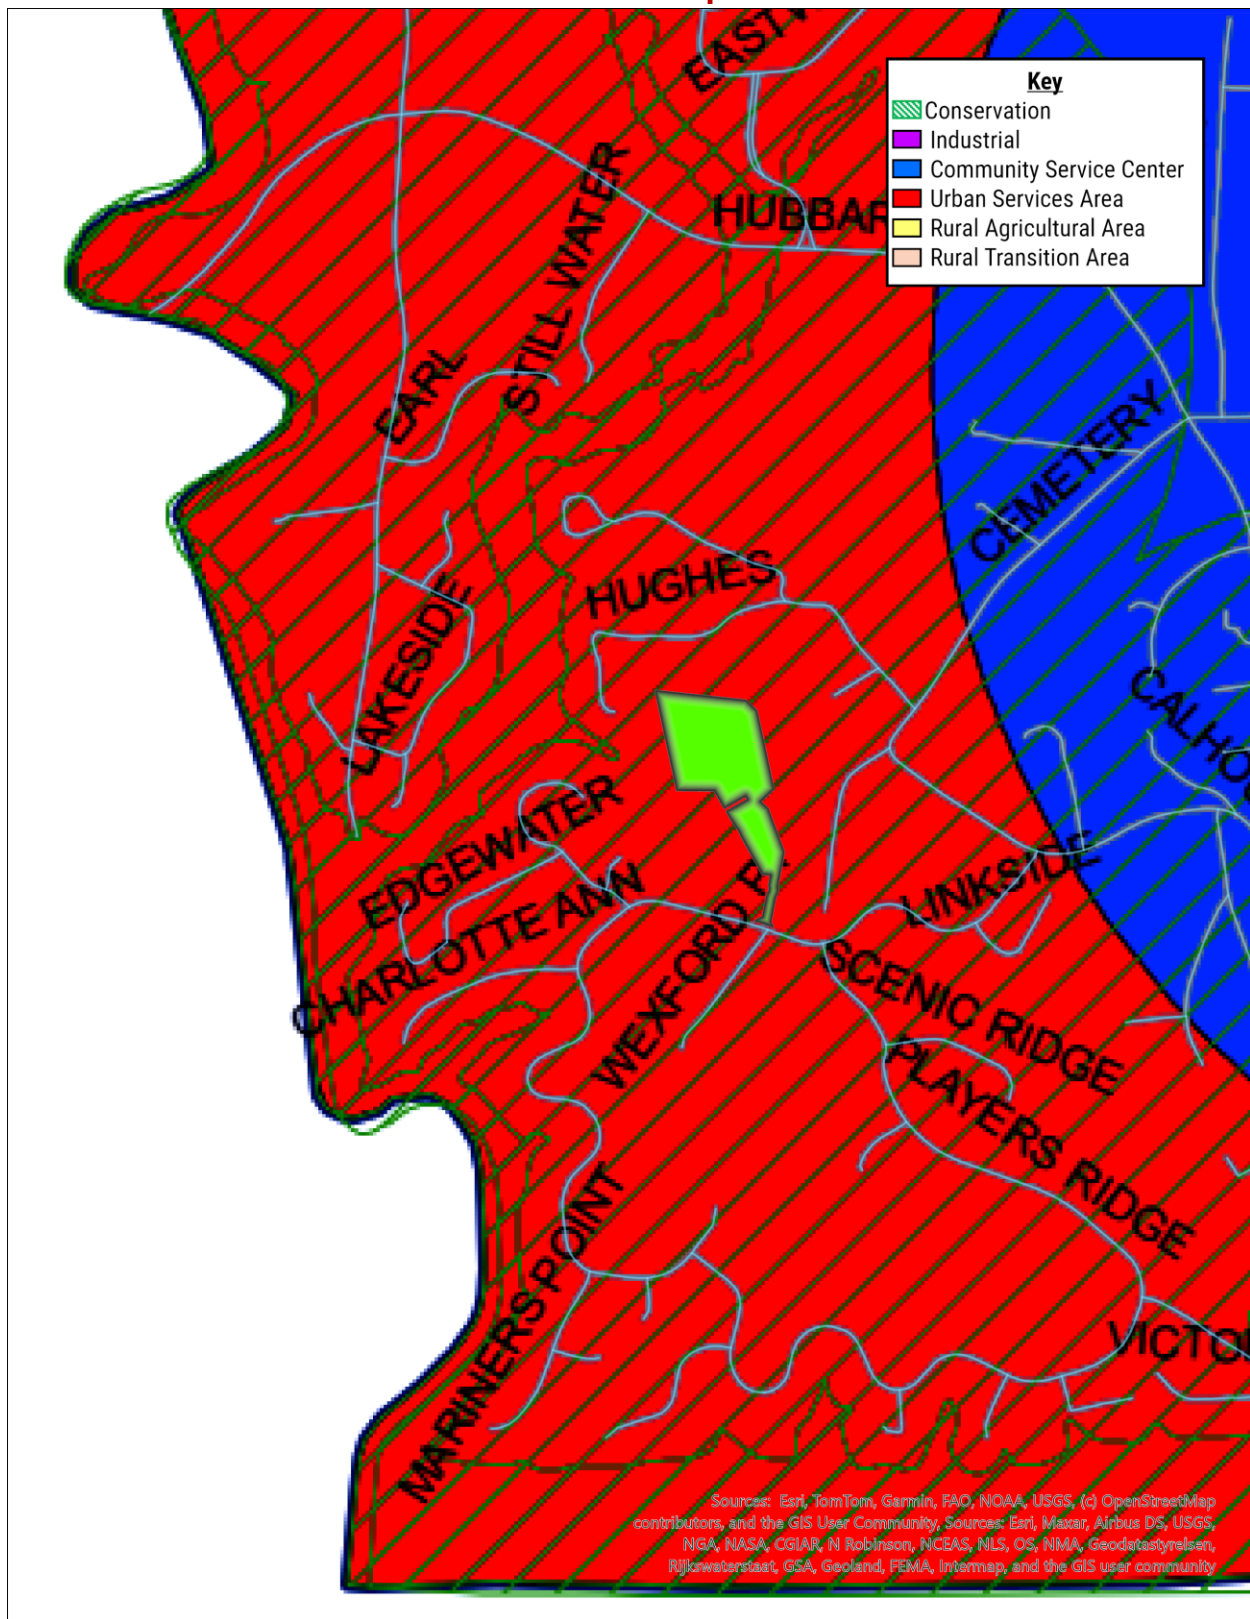 EAST
Key
Conservation
Industrial
Community Service Center
Urban Services Area
Rural Agricultural Area
Rural Transition Area
STILL WATER
HUBBAR
EARL
CEMETERY
HUGHES
LAKESIDE
CALHO
EDGEWATER
CHARLOTTE ANN
LINKSIDE
WEXFORD
SCENIC RIDGE
PLAYERS RIDGE
MARINERS POINT
VICTO
Sources: Esri, TomTom, Garmin, FAO, NOAA, USGS, (c) OpenStreetMap
contributors, and the GIS User Community, Sources: Esri, Maxar, Airbus DS, USGS,
NGA, NASA, CGIAR, N Robinson, NCEAS, NLS, OS, NMA, Geodatastyrelsen,
Rijkswaterstaat, GSA, Geoland, FEMA, Intermap, and the GIS user community